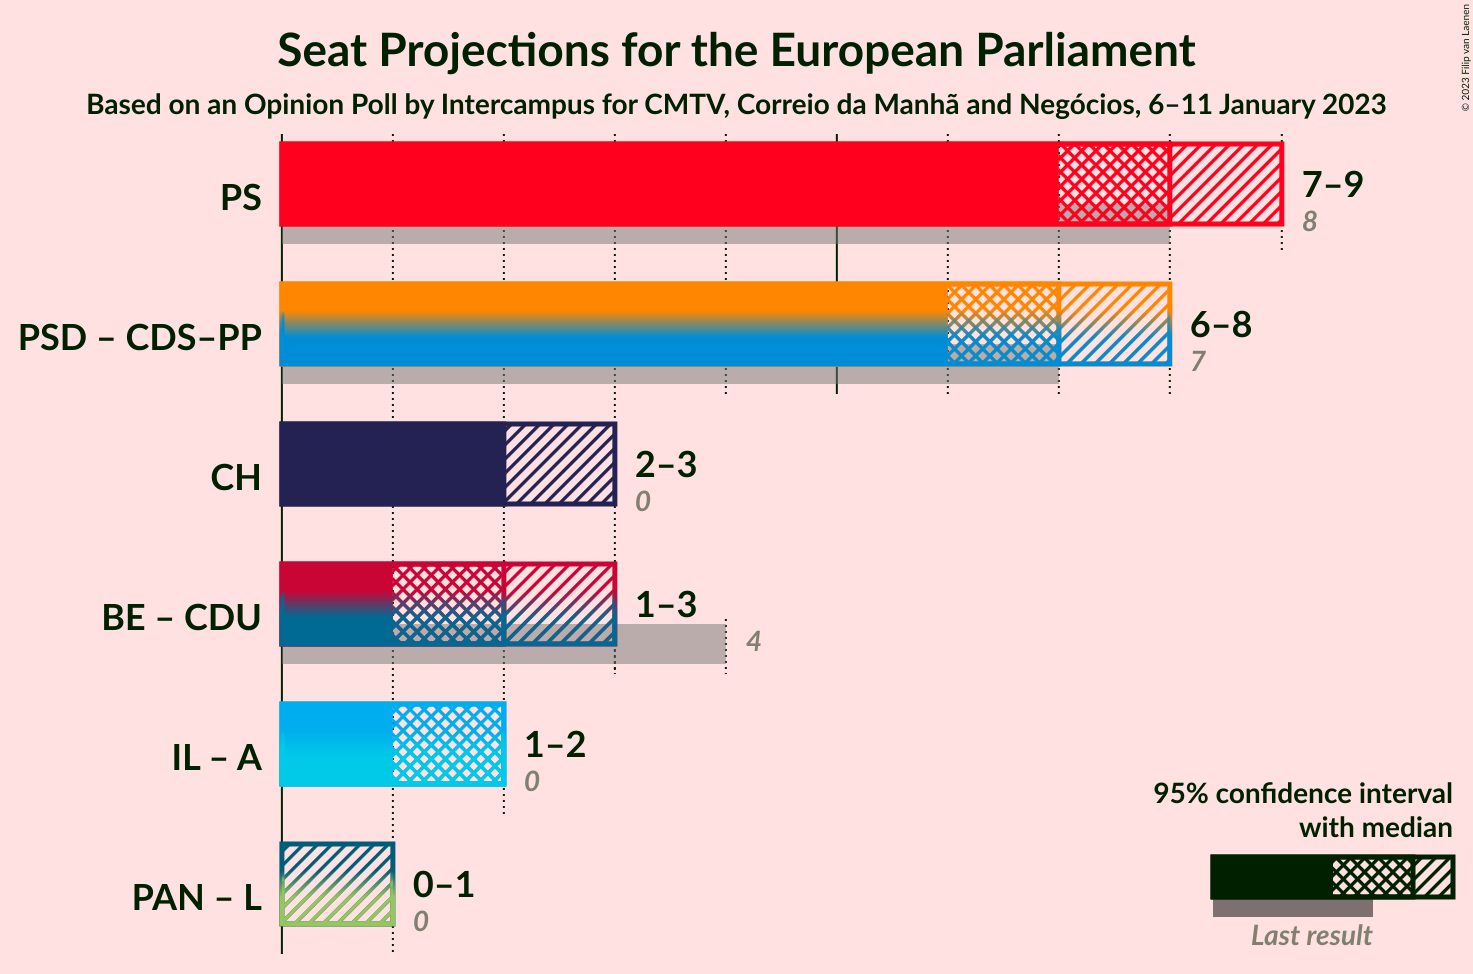 Seat Projections for the European Parliament
Based on an Opinion Poll by Intercampus for CMTV, Correio da Manhã and Negócios, 6–11 January 2023
© 2023 Filip van Laenen
PS
7–9
8
PSD – CDS–PP
6–8
7
CH
2–3
0
BE – CDU
1–3
4
IL – A
1–2
0
PAN – L
0–1
0
95% confidence interval
with median
Last result